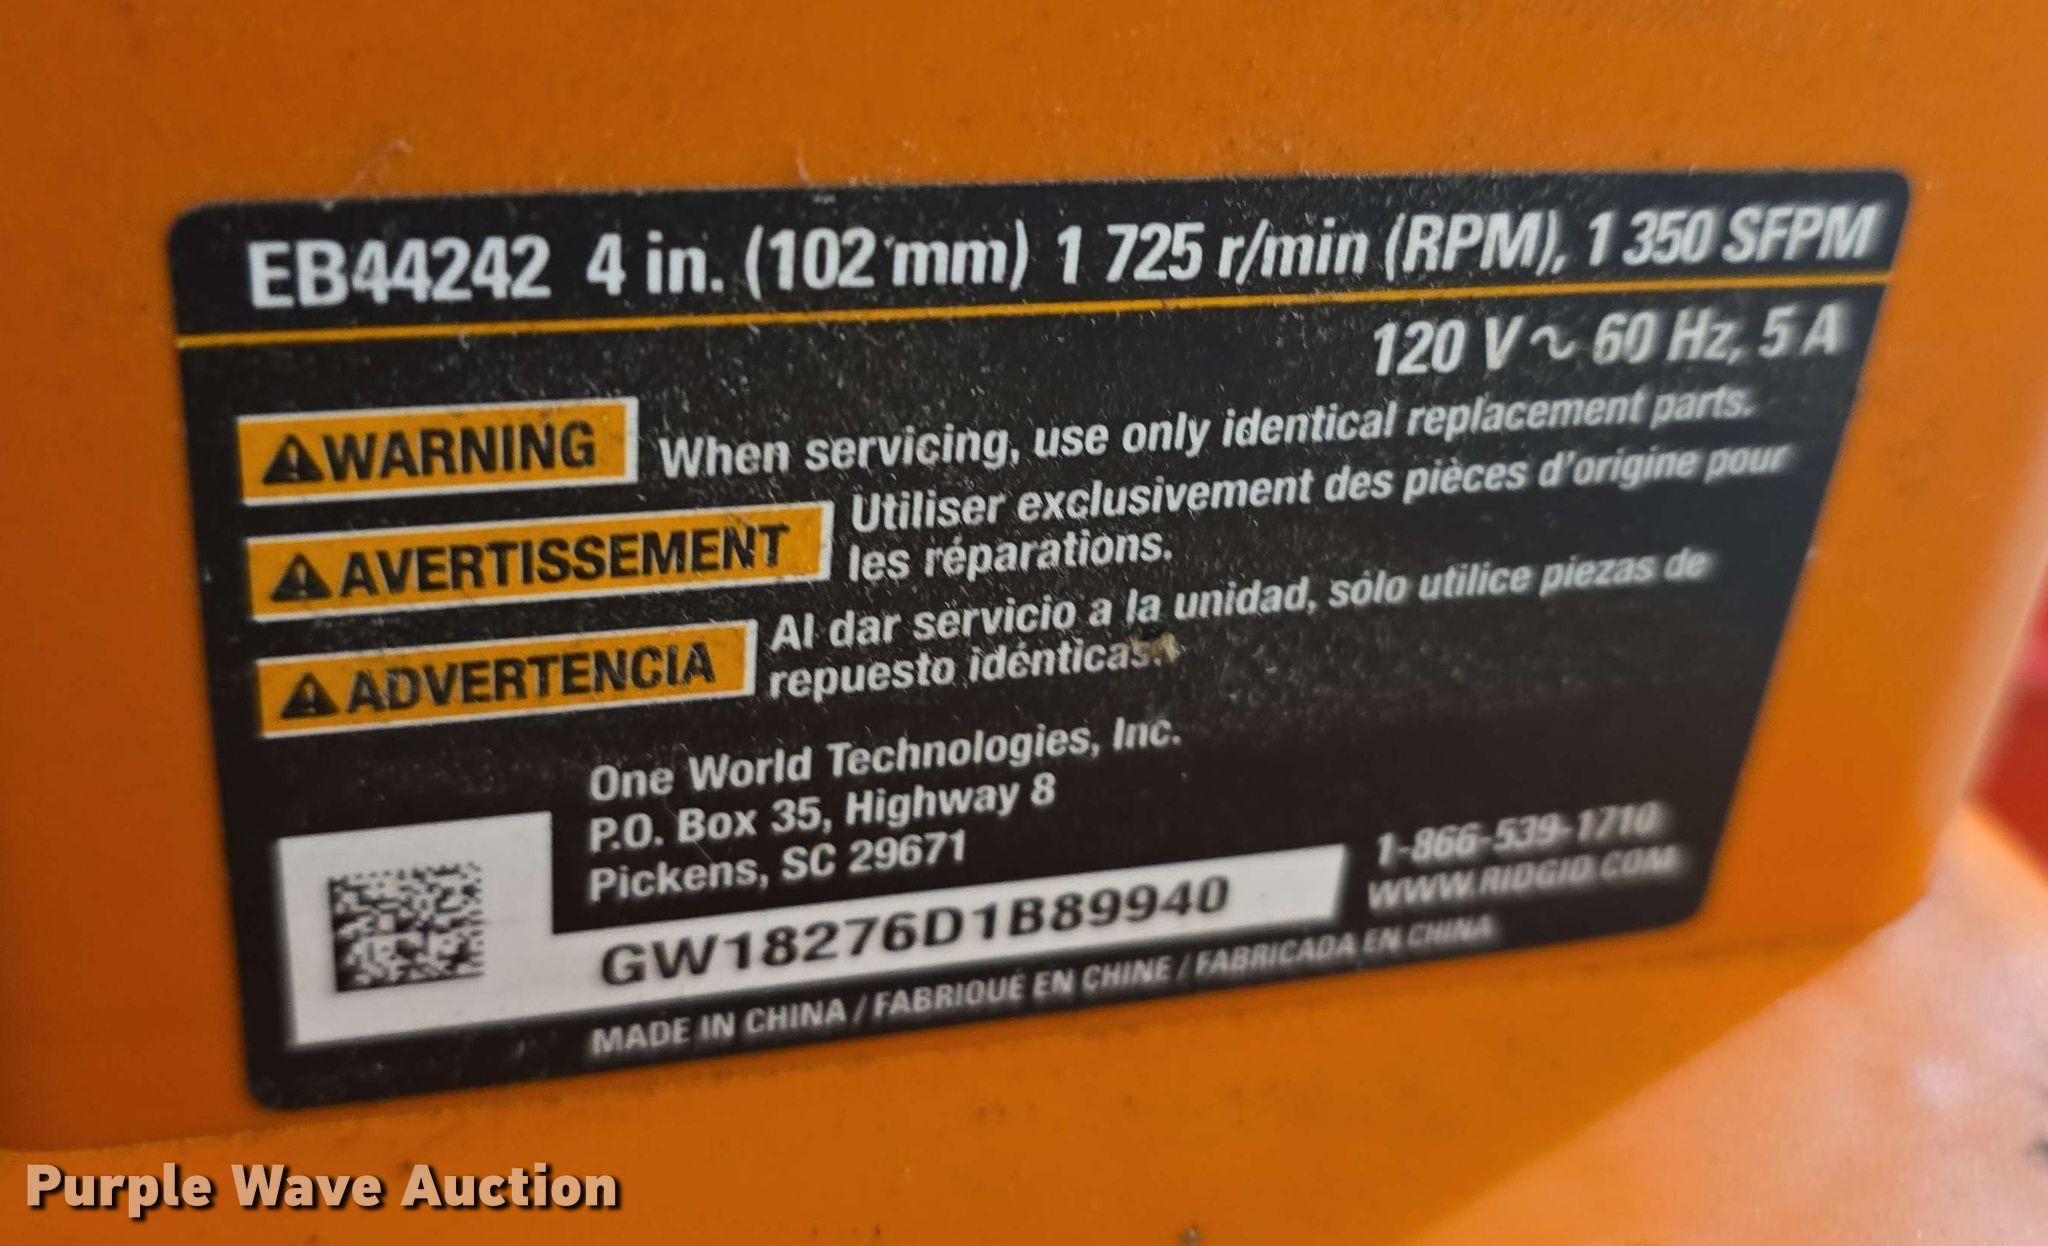 EB44242 4 in. (102 mm) 1 725 r/min (RPM), 1 350 SFPM
120 V ~ 60 Hz, 5 A
⚠WARNING When servicing, use only identical replacement parts.
⚠AVERTISSEMENT Utiliser exclusivement des pièces d'origine pour
les réparations.
⚠ADVERTENCIA Al dar servicio a la unidad, sólo utilice piezas de
repuesto idénticas.
One World Technologies, Inc.
P.O. Box 35, Highway 8
Pickens, SC 29671
1-866-539-1710
WWW.RIDGID.COM
GW18276D1B89940
MADE IN CHINA / FABRIQUÉ EN CHINE / FABRICADA EN CHINA
Purple Wave Auction